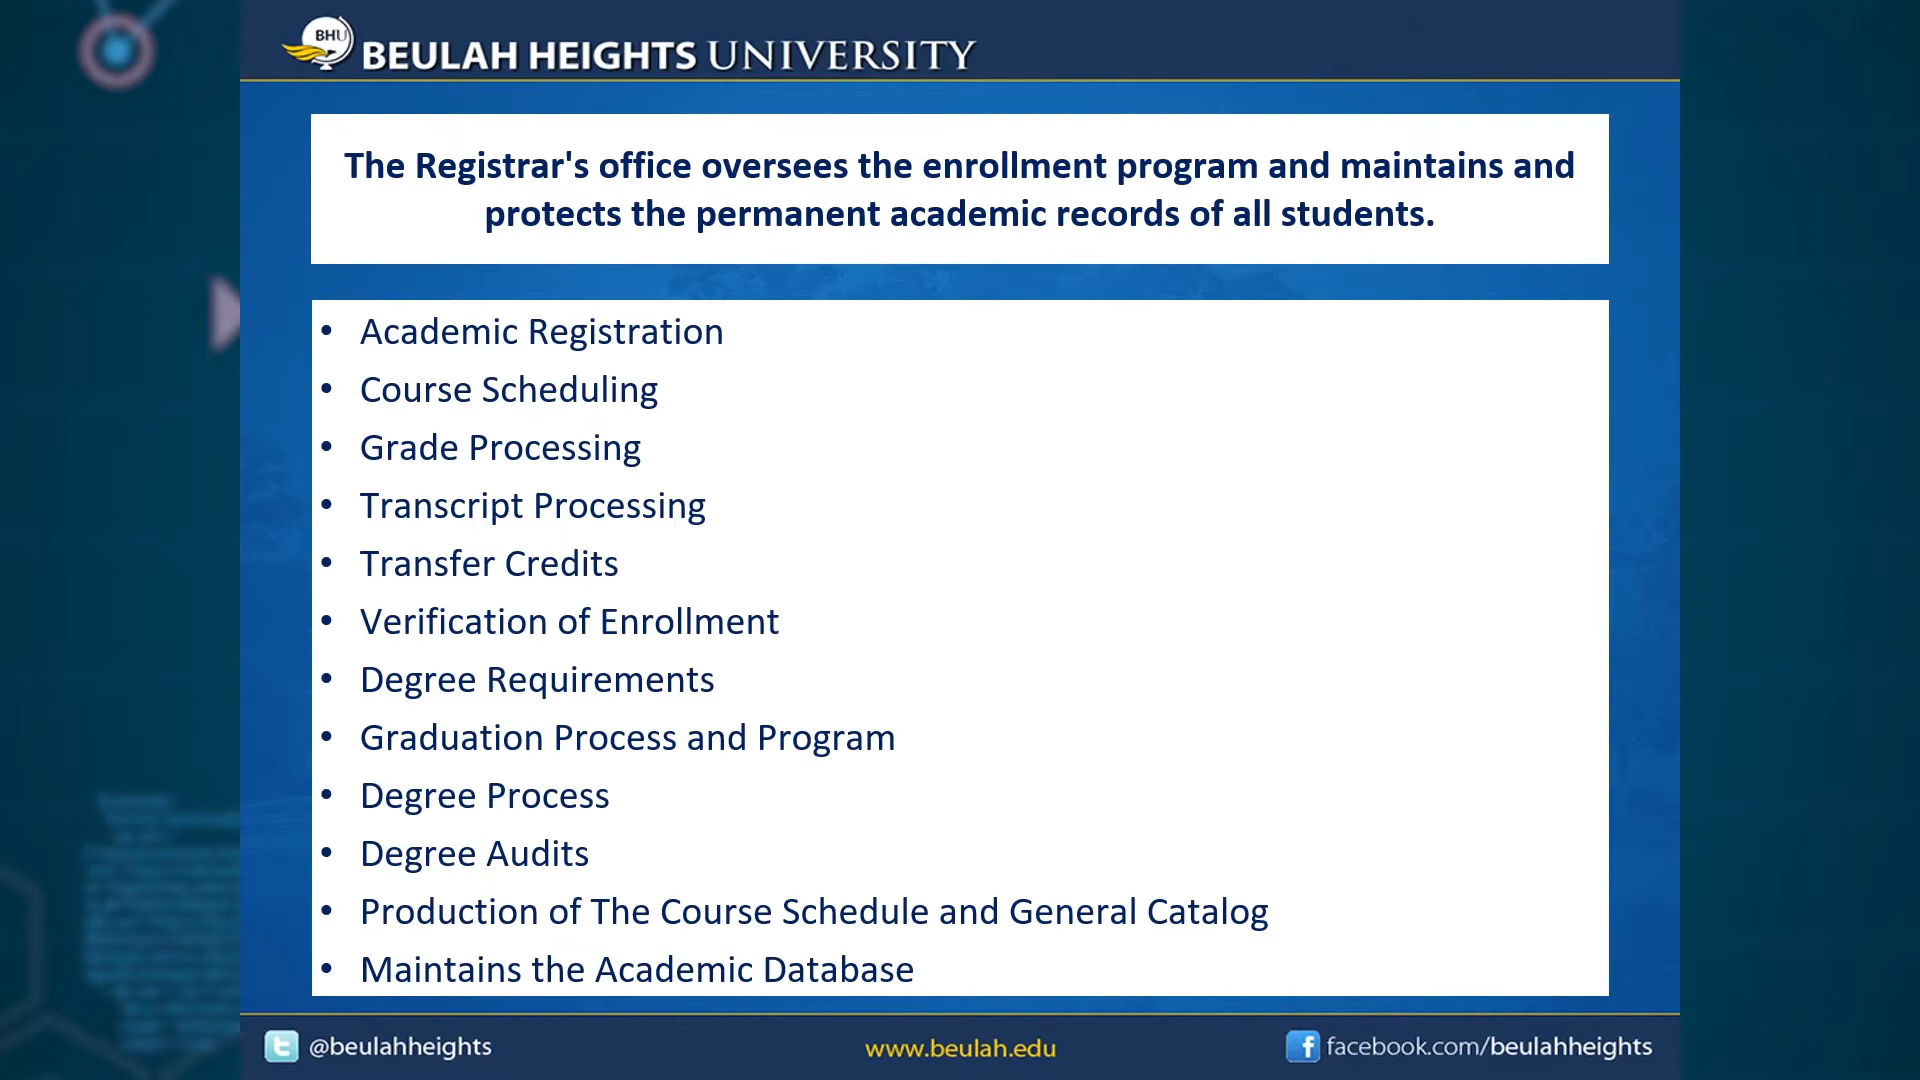 BHU
BEULAH HEIGHTS UNIVERSITY
The Registrar's office oversees the enrollment program and maintains and
protects the permanent academic records of all students.
• Academic Registration
• Course Scheduling
• Grade Processing
• Transcript Processing
• Transfer Credits
• Verification of Enrollment
• Degree Requirements
• Graduation Process and Program
• Degree Process
• Degree Audits
• Production of The Course Schedule and General Catalog
• Maintains the Academic Database
@beulahheights
www.beulah.edu
facebook.com/beulahheights